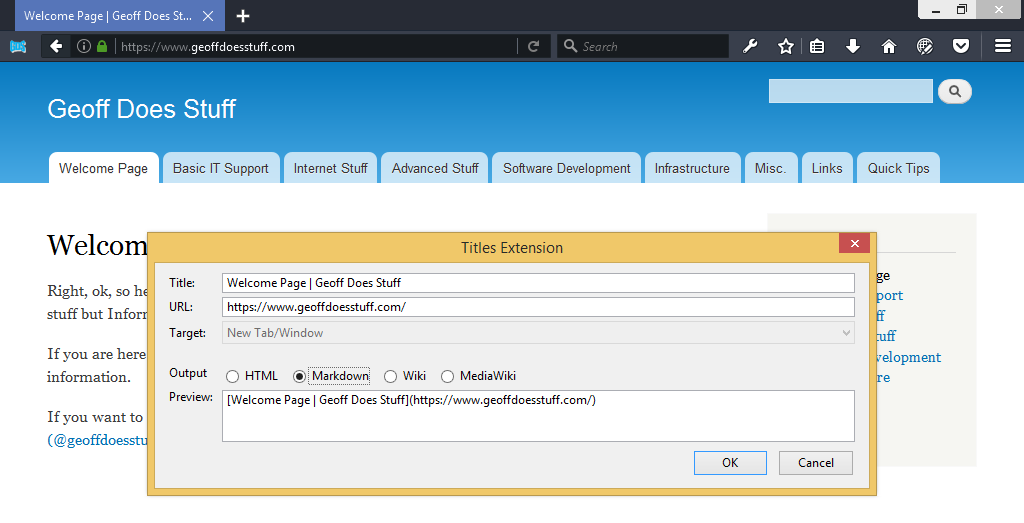 Welcome Page | Geoff Does St...
https://www.geoffdoesstuff.com
Search
Geoff Does Stuff
Welcome Page
Basic IT Support
Internet Stuff
Advanced Stuff
Software Development
Infrastructure
Misc.
Links
Quick Tips
Welcom
Right, ok, so he
stuff but Inforr
If you are here
information.
If you want to
(@geoffdoesstu
Titles Extension
Title: Welcome Page | Geoff Does Stuff
URL: https://www.geoffdoesstuff.com/
Target: New Tab/Window
Output HTML Markdown Wiki MediaWiki
Preview: [Welcome Page | Geoff Does Stuff](https://www.geoffdoesstuff.com/)
OK Cancel
ge
port
ff
tuff
velopment
re